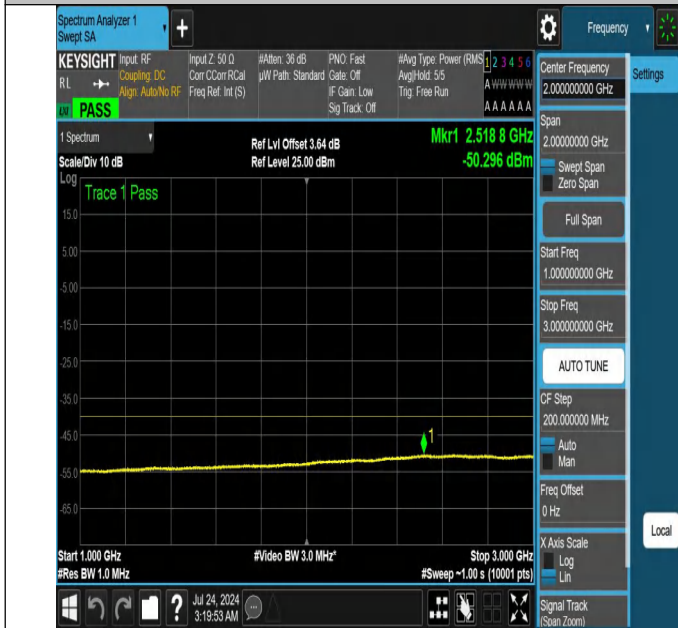 Spectrum Analyzer 1
Swept SA
Frequency
KEYSIGHT
RL
LXI
PASS
Input: RF
Coupling: DC
Align: Auto/No RF
Input Z: 50 Ω
Corr CCorr RCal
Freq Ref: Int (S)
#Atten: 36 dB
µW Path: Standard
PNO: Fast
Gate: Off
IF Gain: Low
Sig Track: Off
#Avg Type: Power (RMS
Avg|Hold: 5/5
Trig: Free Run
1 2 3 4 5 6
A W W W W W
A A A A A A
Center Frequency
2.00000000 GHz
Settings
Span
2.00000000 GHz
Swept Span
Zero Span
Full Span
Start Freq
1.000000000 GHz
Stop Freq
3.000000000 GHz
AUTO TUNE
CF Step
200.000000 MHz
Auto
Man
Freq Offset
0 Hz
X Axis Scale
Log
Lin
Signal Track
(Span Zoom)
Local
1 Spectrum
Scale/Div 10 dB
Ref Lvl Offset 3.64 dB
Ref Level 25.00 dBm
Mkr1 2.518 8 GHz
-50.296 dBm
Log
Trace 1 Pass
15.0
5.00
-5.00
-15.0
-25.0
-35.0
-45.0
-55.0
-65.0
1
Start 1.000 GHz
#Res BW 1.0 MHz
#Video BW 3.0 MHz*
Stop 3.000 GHz
#Sweep ~1.00 s (10001 pts)
?
Jul 24, 2024
3:19:53 AM